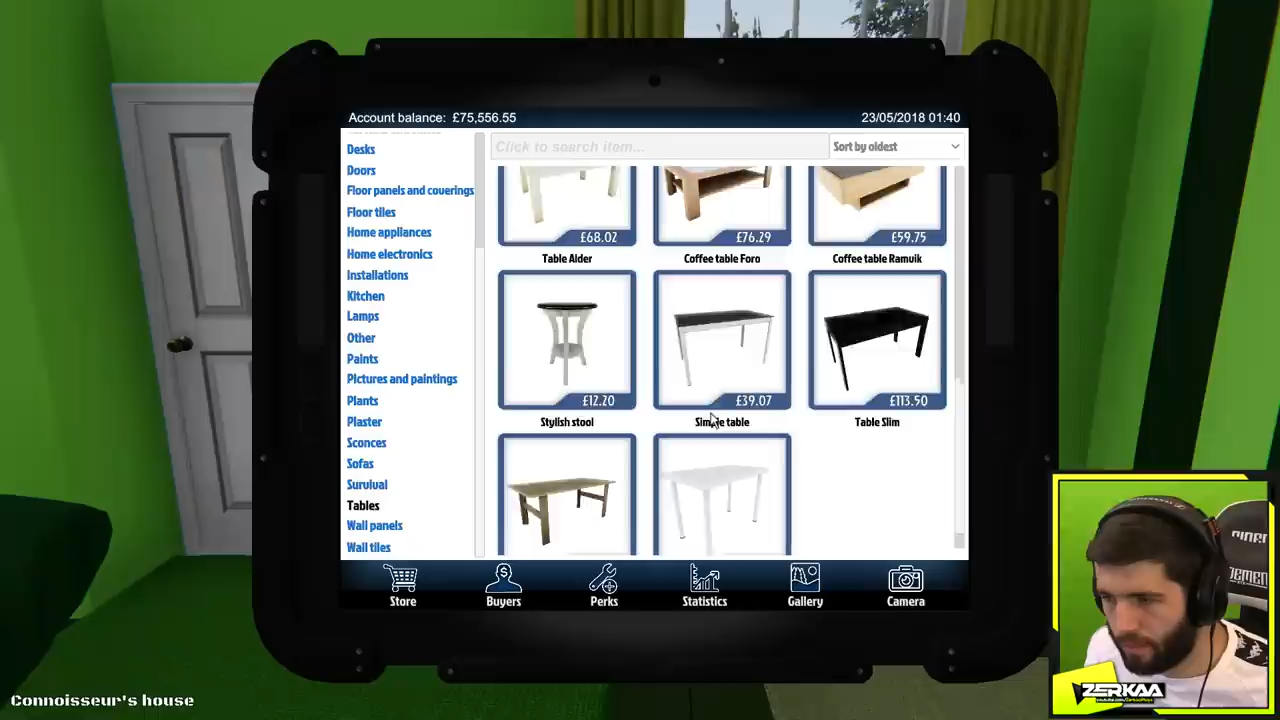 Account balance: £75,556.55
23/05/2018 01:40
Click to search item...
Sort by oldest
Desks
Doors
Floor panels and coverings
Floor tiles
Home appliances
Home electronics
Installations
Kitchen
Lamps
Other
Paints
Pictures and paintings
Plants
Plaster
Sconces
Sofas
Survival
Tables
Wall panels
Wall tiles
£68.02
£76.29
£59.75
Table Alder
Coffee table Foro
Coffee table Ramvik
£12.20
£39.07
£113.50
Stylish stool
Simple table
Table Slim
Store
Buyers
Perks
Statistics
Gallery
Camera
Connoisseur's house
ZERKAA